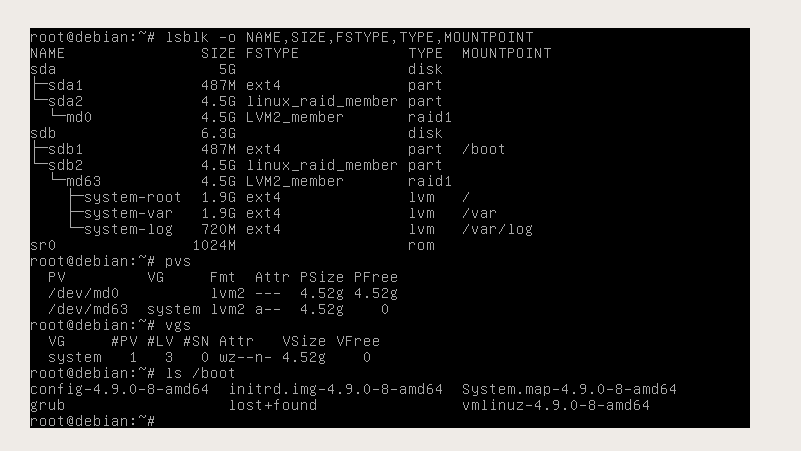 root@debian:~# lsblk -o NAME,SIZE,FSTYPE,TYPE,MOUNTPOINT
NAME               SIZE FSTYPE            TYPE  MOUNTPOINT
sda                  5G                   disk
├─sda1             487M ext4              part
└─sda2             4.5G linux_raid_member part
  └─md0            4.5G LVM2_member       raid1
sdb                6.3G                   disk
├─sdb1             487M ext4              part  /boot
└─sdb2             4.5G linux_raid_member part
  └─md63           4.5G LVM2_member       raid1
    ├─system-root  1.9G ext4              lvm   /
    ├─system-var   1.9G ext4              lvm   /var
    └─system-log   720M ext4              lvm   /var/log
sr0               1024M                   rom
root@debian:~# pvs
  PV         VG     Fmt  Attr PSize PFree
  /dev/md0          lvm2 ---  4.52g 4.52g
  /dev/md63  system lvm2 a--  4.52g    0
root@debian:~# vgs
  VG     #PV #LV #SN Attr   VSize VFree
  system   1   3   0 wz--n- 4.52g    0
root@debian:~# ls /boot
config-4.9.0-8-amd64  initrd.img-4.9.0-8-amd64  System.map-4.9.0-8-amd64
grub                  lost+found                vmlinuz-4.9.0-8-amd64
root@debian:~#